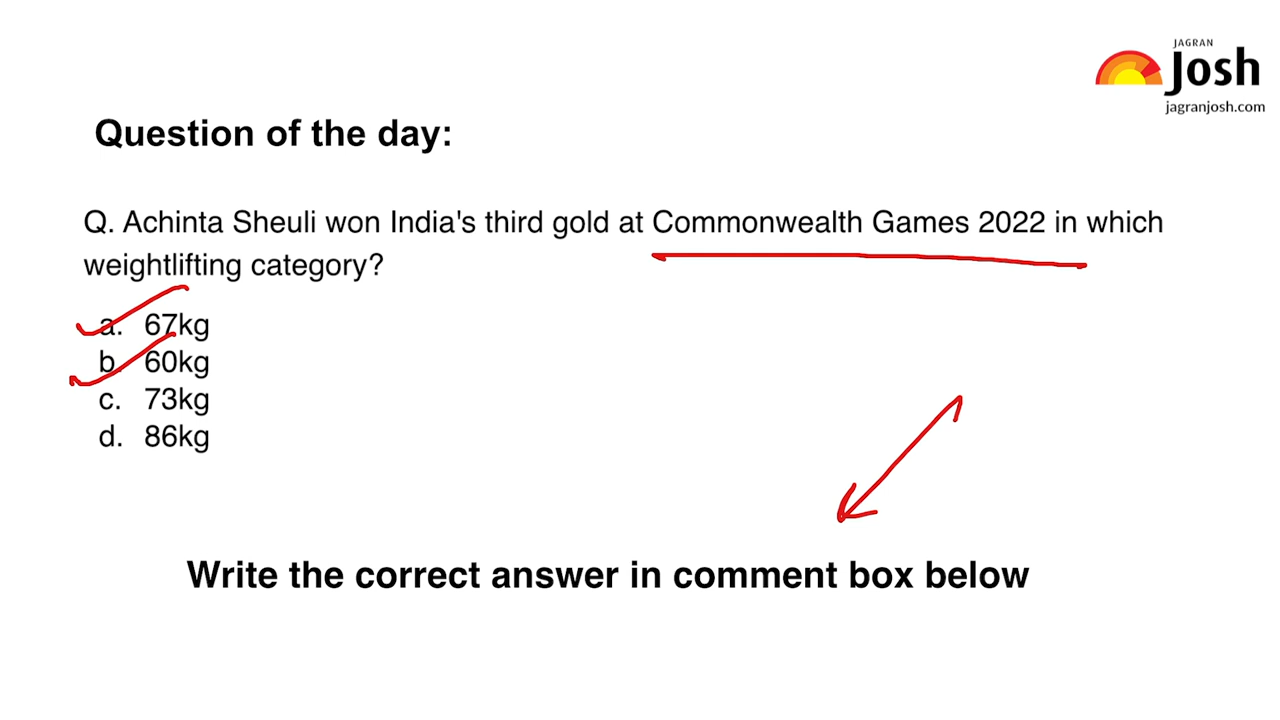 JAGRAN
Josh
jagranjosh.com
Question of the day:
Q. Achinta Sheuli won India's third gold at Commonwealth Games 2022 in which
weightlifting category?
a. 67kg
b. 60kg
c. 73kg
d. 86kg
Write the correct answer in comment box below